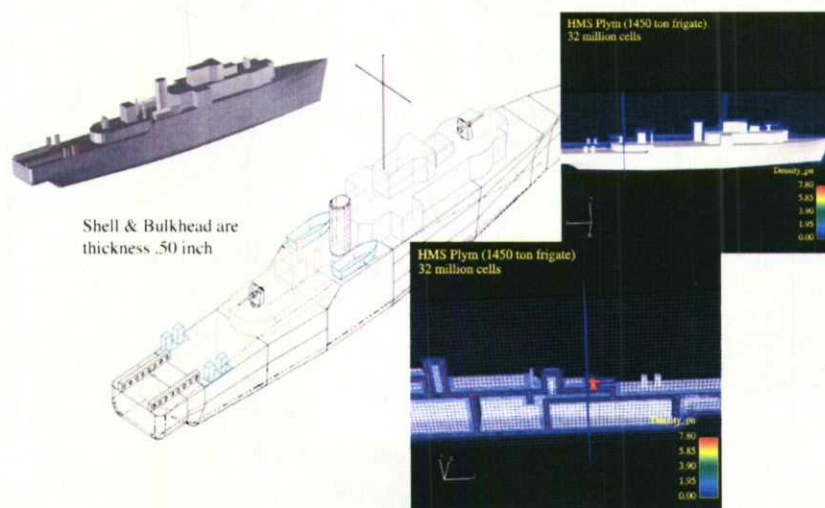 HMS Plym (1450 ton frigate)
32 million cells
Density_pa
7.80
5.85
3.90
1.95
0.00
Shell & Bulkhead are
thickness .50 inch
HMS Plym (1450 ton frigate)
32 million cells
7.80
5.85
3.90
1.95
0.00